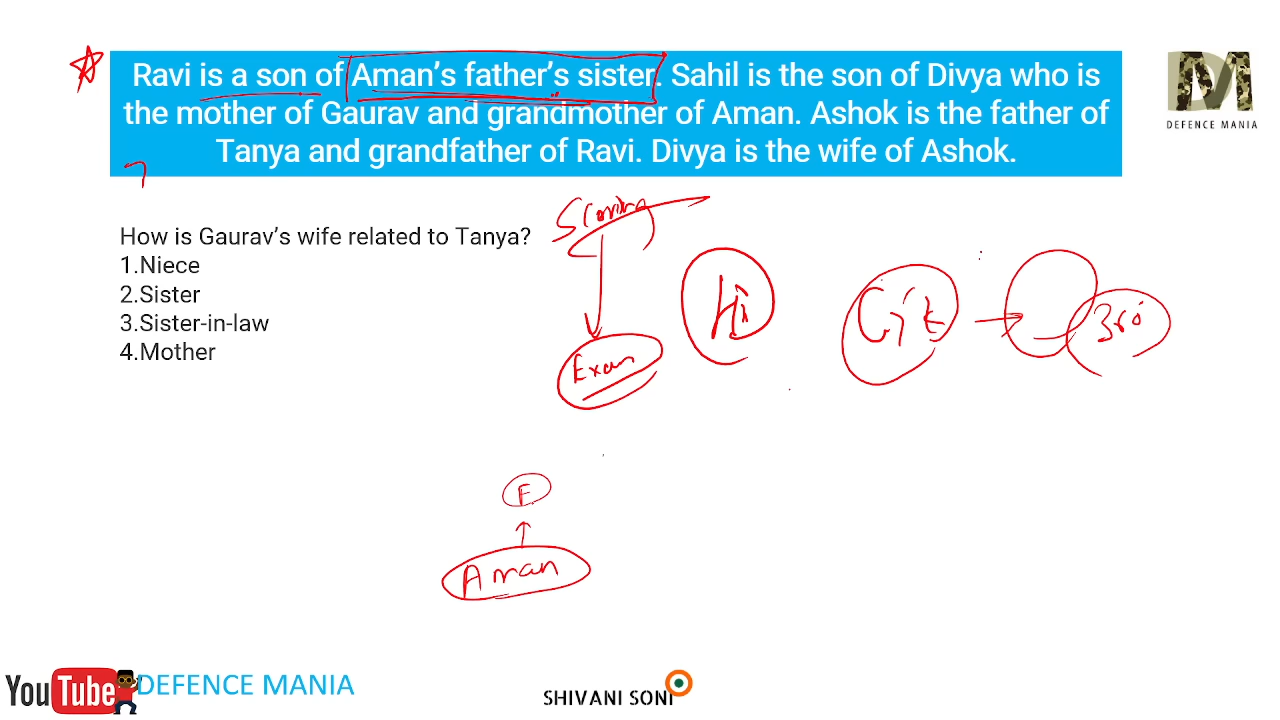 Ravi is a son of Aman's father's sister. Sahil is the son of Divya who is
the mother of Gaurav and grandmother of Aman. Ashok is the father of
Tanya and grandfather of Ravi. Divya is the wife of Ashok.
DEFENCE MANIA
How is Gaurav's wife related to Tanya?
1.Niece
2.Sister
3.Sister-in-law
4.Mother
Scoring
Exam
360
F
Aman
YouTube DEFENCE MANIA
SHIVANI SONI